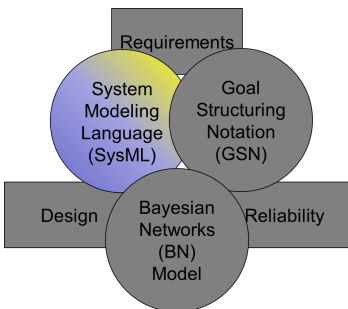 Requirements
System
Modeling
Language
(SysML)
Goal
Structuring
Notation
(GSN)
Design
Bayesian
Networks
(BN)
Model
Reliability